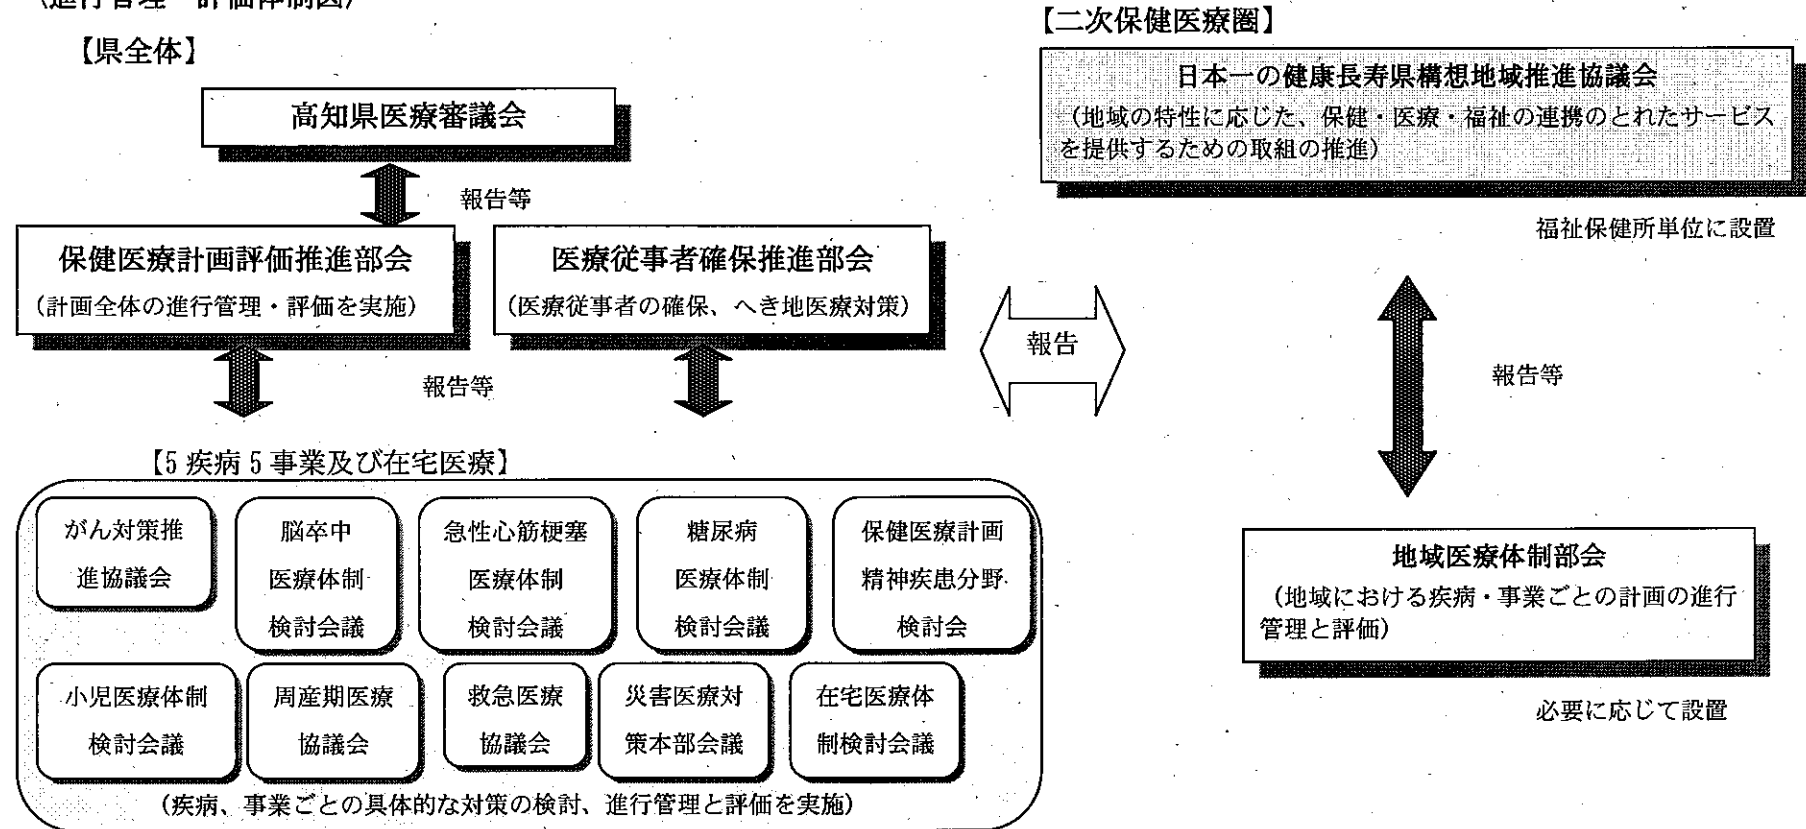 （進行管理・評価体制図）
【県全体】
高知県医療審議会
報告等
保健医療計画評価推進部会
（計画全体の進行管理・評価を実施）
医療従事者確保推進部会
（医療従事者の確保、へき地医療対策）
報告等
【5疾病5事業及び在宅医療】
がん対策推
進協議会
脳卒中
医療体制
検討会議
急性心筋梗塞
医療体制
検討会議
糖尿病
医療体制
検討会議
保健医療計画
精神疾患分野
検討会
小児医療体制
検討会議
周産期医療
協議会
救急医療
協議会
災害医療対
策本部会議
在宅医療体
制検討会議
（疾病、事業ごとの具体的な対策の検討、進行管理と評価を実施）
報告
【二次保健医療圏】
日本一の健康長寿県構想地域推進協議会
（地域の特性に応じた、保健・医療・福祉の連携のとれたサービス
を提供するための取組の推進）
福祉保健所単位に設置
報告等
地域医療体制部会
（地域における疾病・事業ごとの計画の進行
管理と評価）
必要に応じて設置